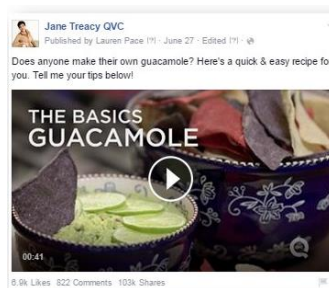 Jane Treacy QVC
Published by Lauren Pace [?] · June 27 · Edited [?] ·
Does anyone make their own guacamole? Here's a quick & easy recipe fo
you. Tell me your tips below!
THE BASICS
GUACAMOLE
00:41
6.9k Likes 822 Comments 103k Shares